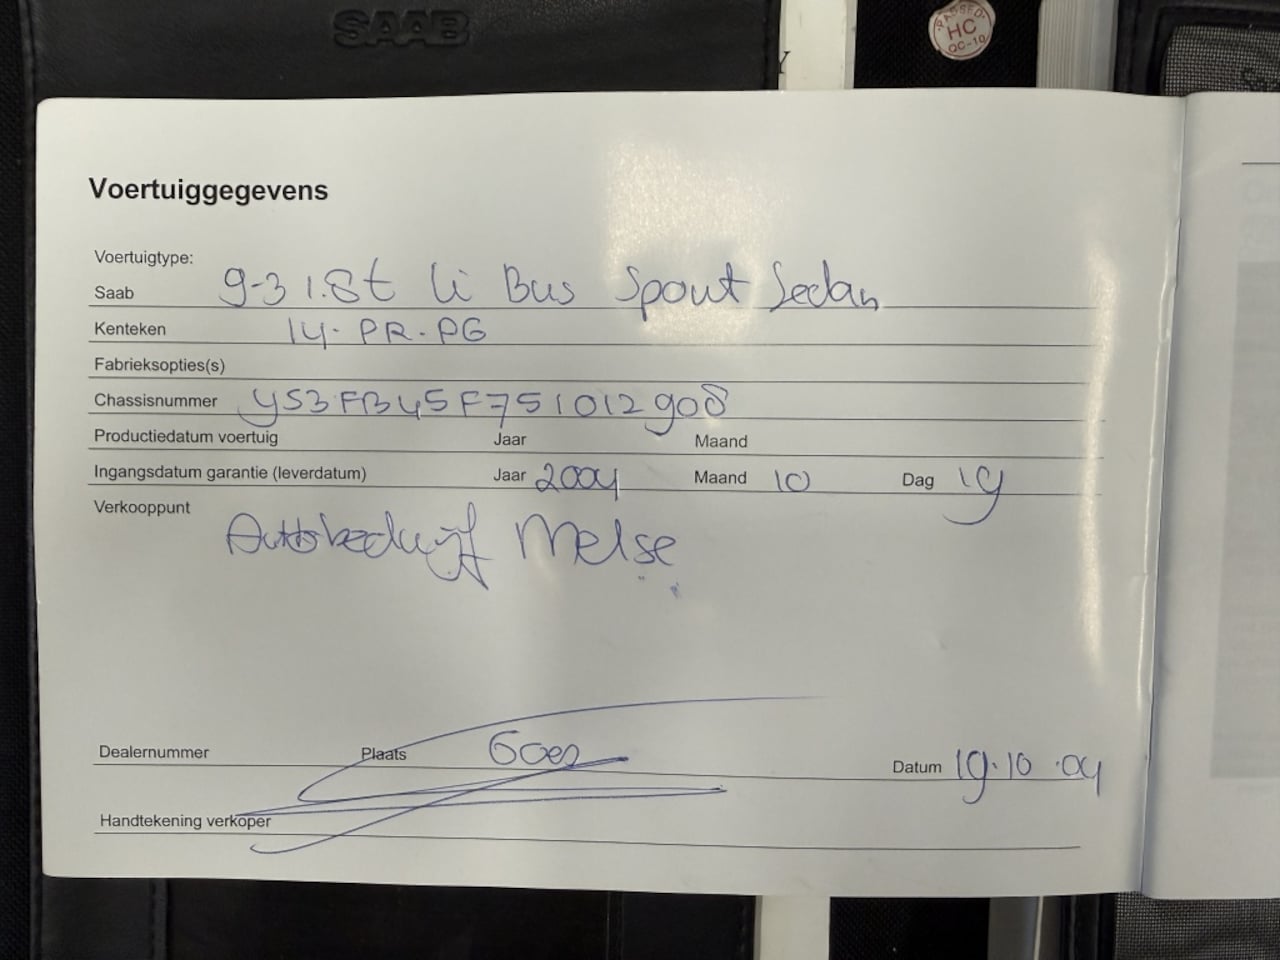 SAAB
PASSED
HC
QC-10
Voertuiggegevens
Voertuigtype:
Saab 9-3 1.8t Li Bus Spout Sedan
Kenteken 14-PR-PG
Fabrieksopties(s)
Chassisnummer YS3FB45F751012908
Productiedatum voertuig Jaar Maand
Ingangsdatum garantie (leverdatum) Jaar 2004 Maand 10 Dag 19
Verkooppunt
Autobedrijf Melse
Dealernummer Plaats Goes Datum 19.10.04
Handtekening verkoper